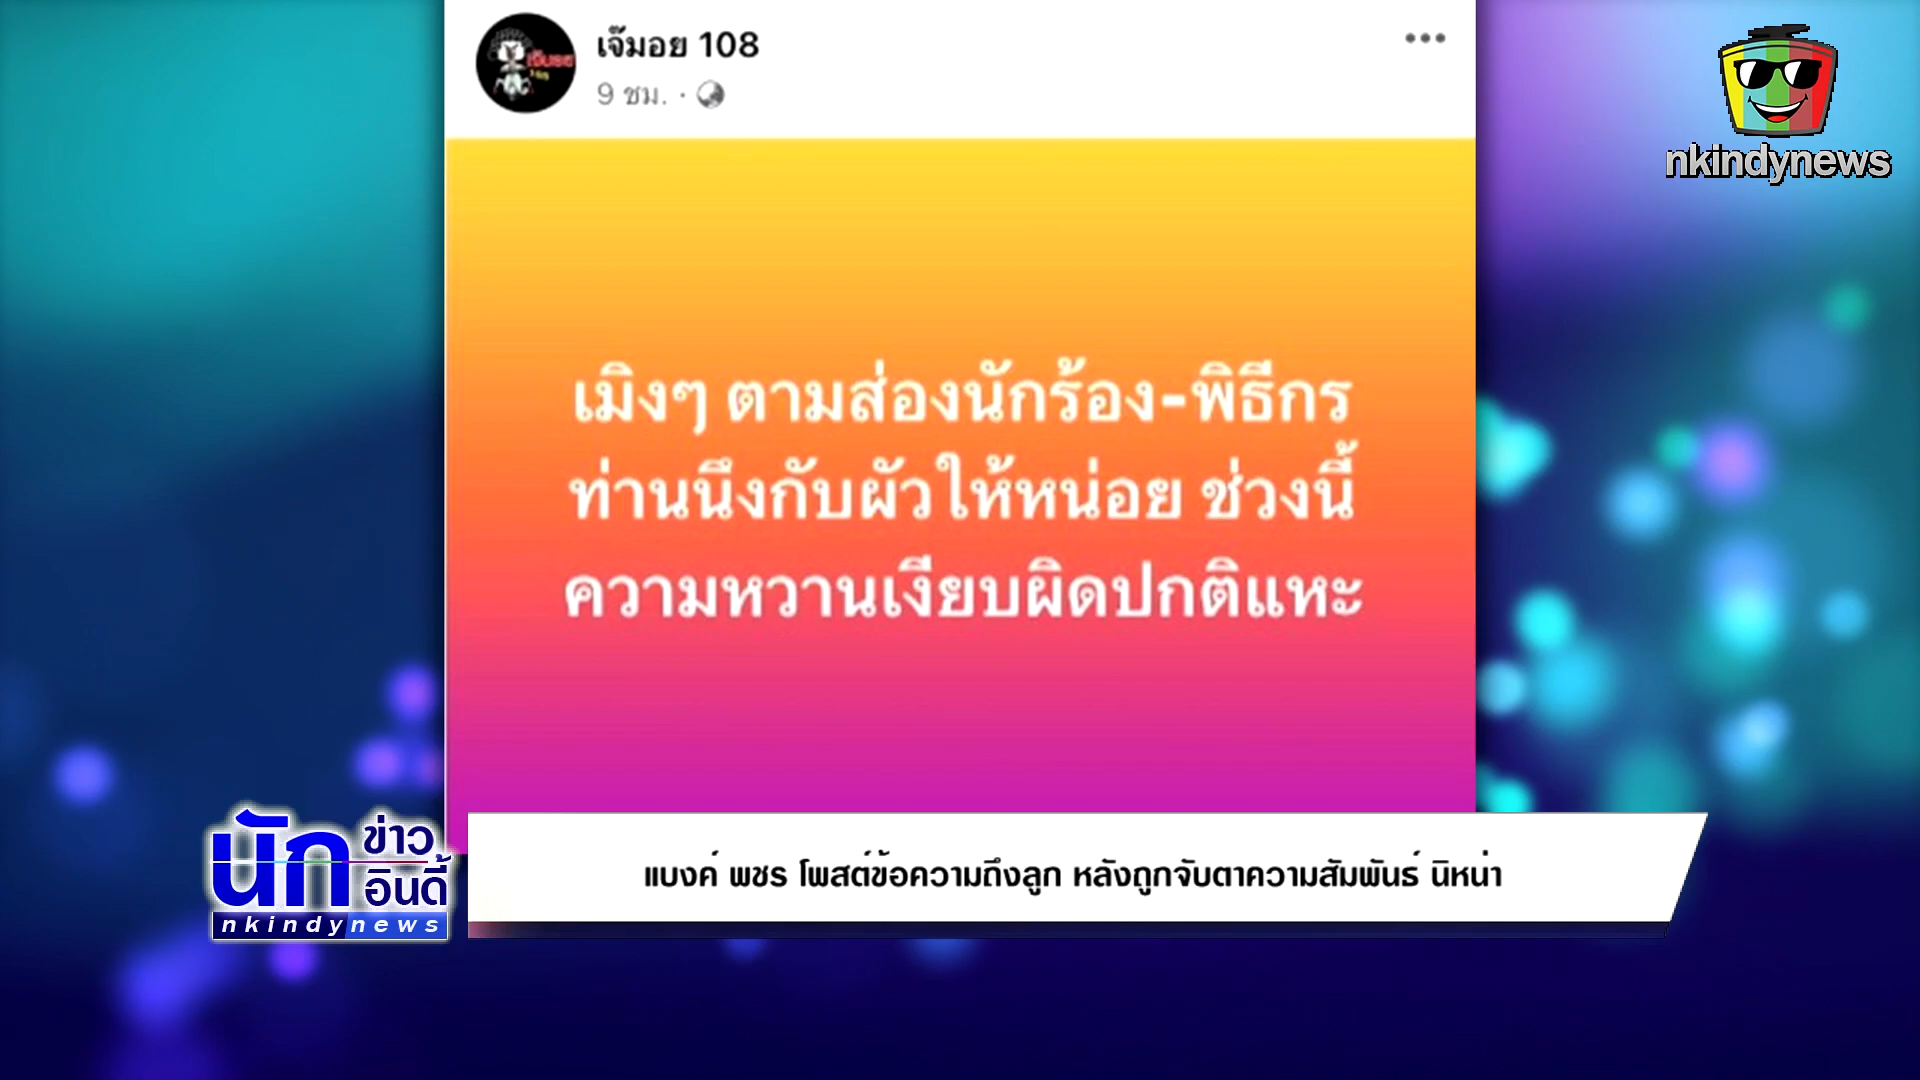 เจ๊มอย 108
9 ชม. ·
nkindynews
เมิงๆ ตามส่องนักร้อง-พิธีกร
ท่านนึงกับผัวให้หน่อย ช่วงนี้
ความหวานเงียบผิดปกติแหะ
นักข่าวอินดี้
nkindynews
แบงค์ พชร โพสต์ข้อความถึงลูก หลังถูกจับตาความสัมพันธ์ นิหน่า